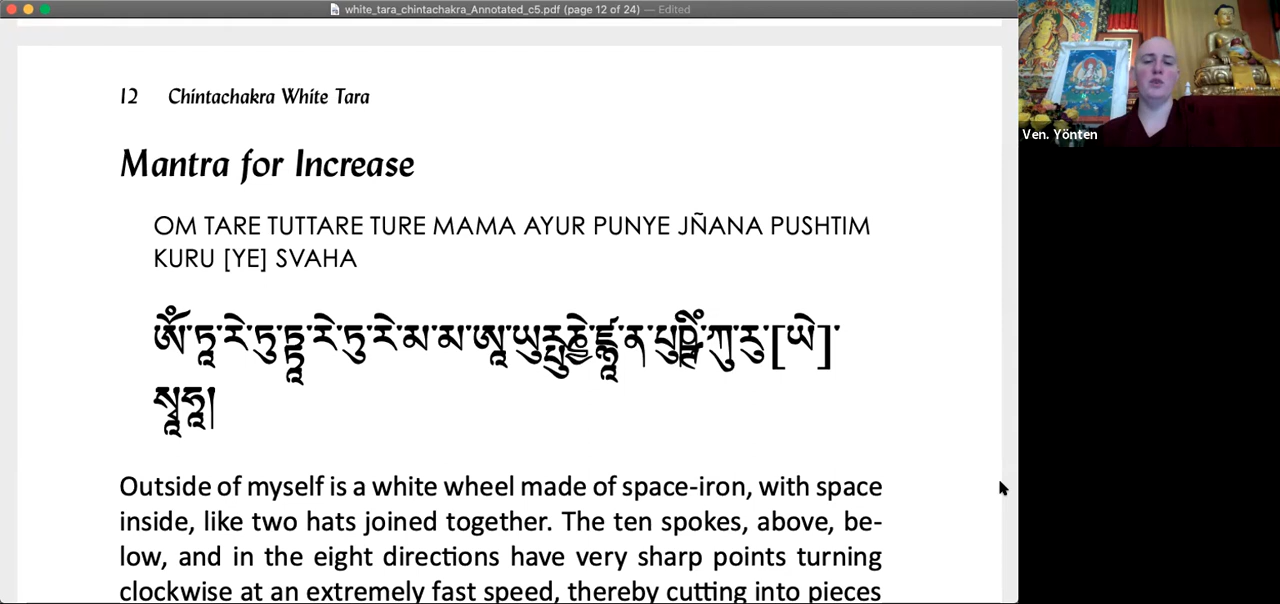 white_tara_chintachakra_Annotated_c5.pdf (page 12 of 24) — Edited
12 Chintachakra White Tara
Mantra for Increase
OM TARE TUTTARE TURE MAMA AYUR PUNYE JÑANA PUSHTIM
KURU [YE] SVAHA
ༀ་ཏཱ་རེ་ཏུ་ཏྟཱ་རེ་ཏུ་རེ་མ་མ་ཨཱ་ཡུརྤུཎྱེ་ཛྙཱ་ན་པུཥྚིཾ་ཀུ་རུ་[ཡེ]་
སྭཱ་ཧཱ།
Outside of myself is a white wheel made of space-iron, with space
inside, like two hats joined together. The ten spokes, above, be-
low, and in the eight directions have very sharp points turning
clockwise at an extremely fast speed, thereby cutting into pieces
Ven. Yönten